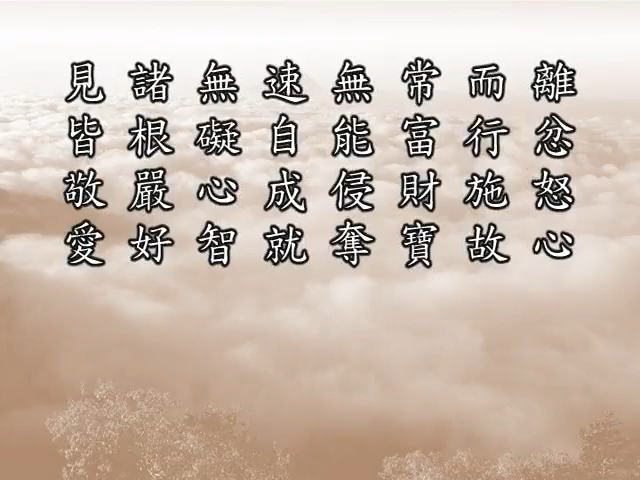 離忿怒心
而行施故
常富財寶
無能侵奪
速自成就
無礙心智
諸根嚴好
見皆敬愛